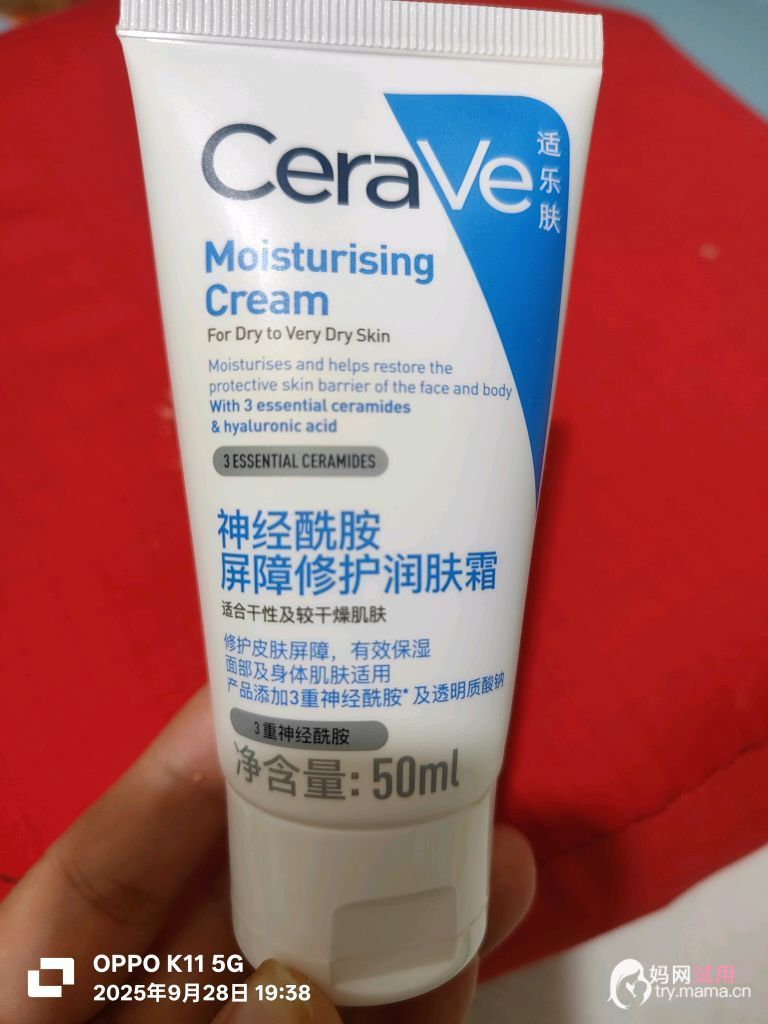 CeraVe
适乐肤
Moisturising
Cream
For Dry to Very Dry Skin
Moisturises and helps restore the
protective skin barrier of the face and body
With 3 essential ceramides
& hyaluronic acid
3 ESSENTIAL CERAMIDES
神经酰胺
屏障修护润肤霜
适合干性及较干燥肌肤
修护皮肤屏障，有效保湿
面部及身体肌肤适用
产品添加3重神经酰胺*及透明质酸钠
3重神经酰胺
净含量: 50ml
OPPO K11 5G
2025年9月28日 19:38
妈网试用
try.mama.cn